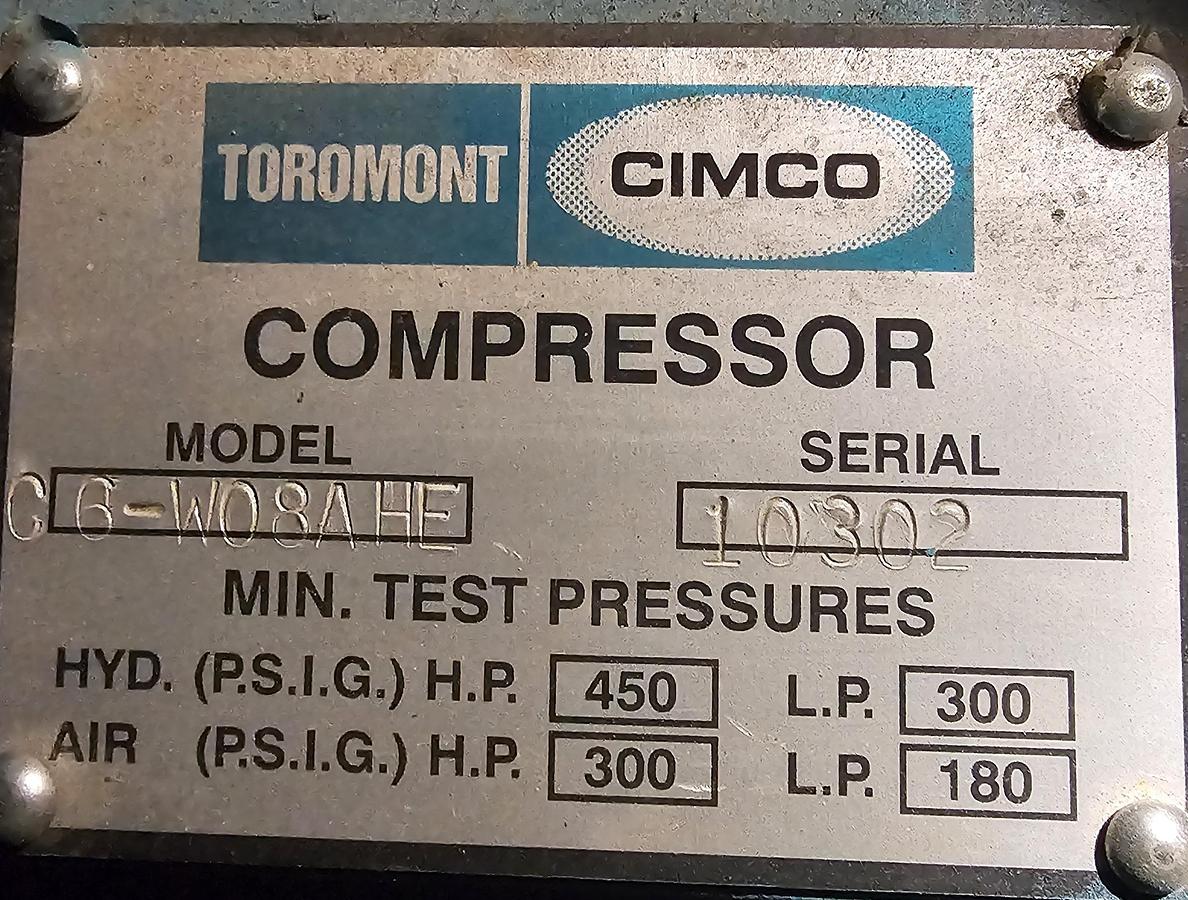 TOROMONT CIMCO
COMPRESSOR
MODEL SERIAL
C6-W08AHE 10302
MIN. TEST PRESSURES
HYD. (P.S.I.G.) H.P. 450 L.P. 300
AIR (P.S.I.G.) H.P. 300 L.P. 180